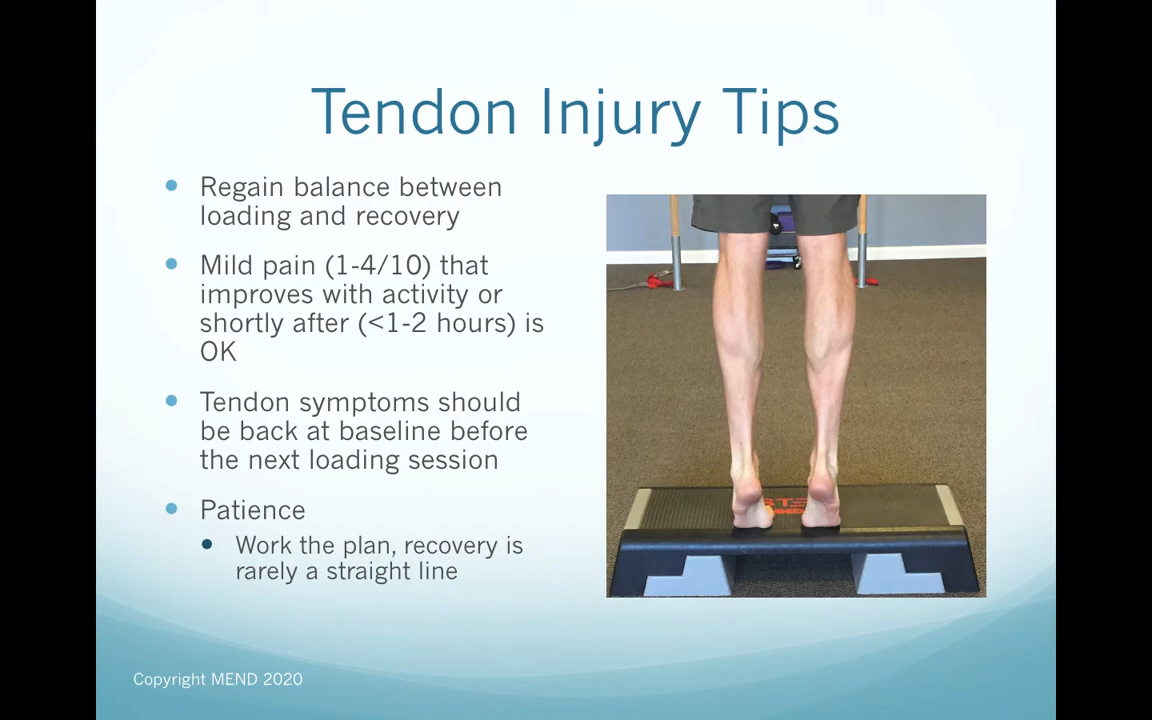 Tendon Injury Tips
Regain balance between
loading and recovery
Mild pain (1-4/10) that
improves with activity or
shortly after (<1-2 hours) is
OK
Tendon symptoms should
be back at baseline before
the next loading session
Patience
Work the plan, recovery is
rarely a straight line
Copyright MEND 2020